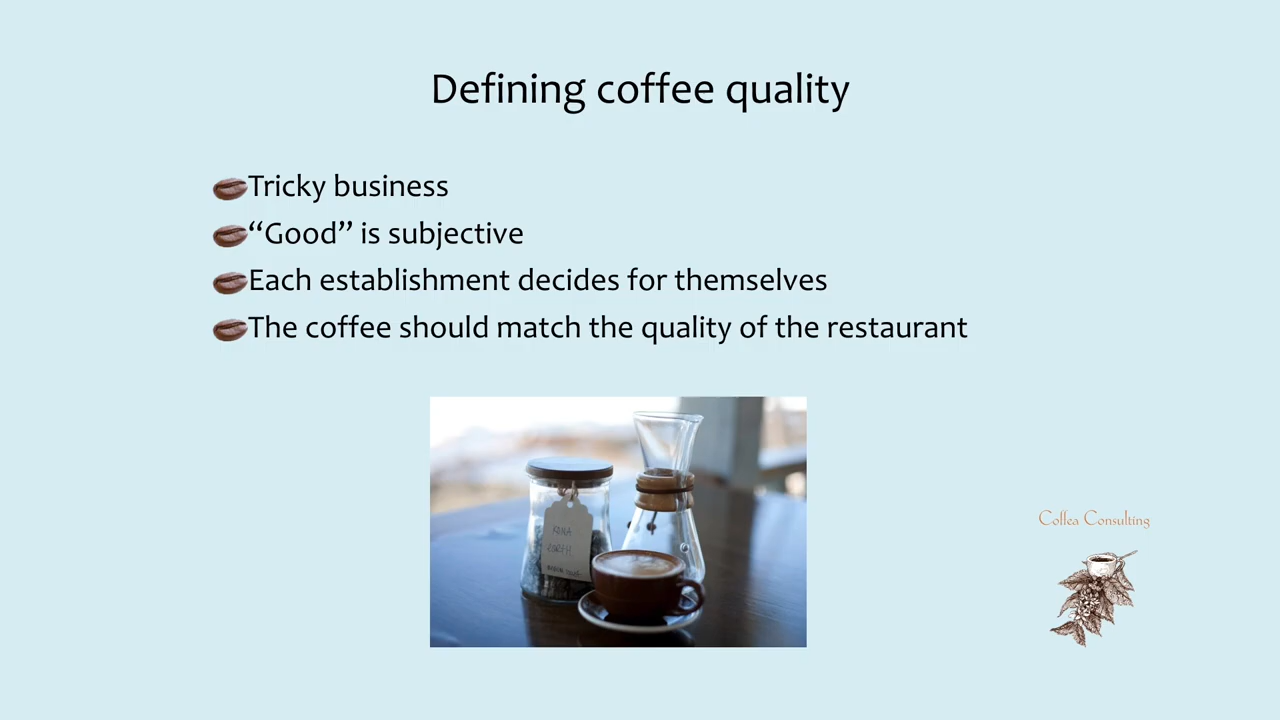 Defining coffee quality
Tricky business
“Good” is subjective
Each establishment decides for themselves
The coffee should match the quality of the restaurant
KONA
Coffea Consulting